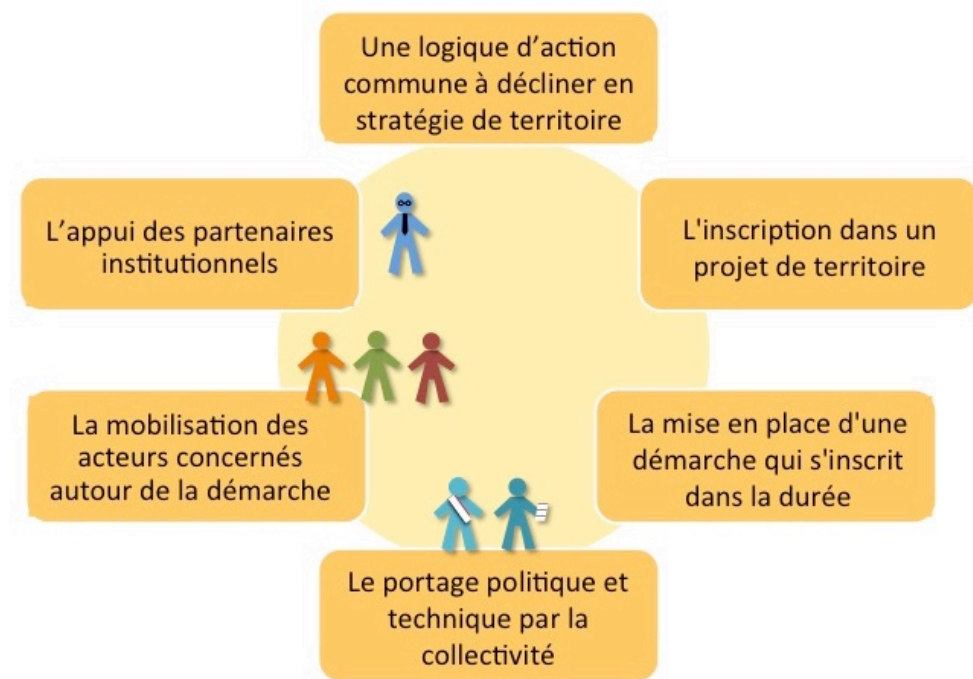 Une logique d’action
commune à décliner en
stratégie de territoire
L’appui des partenaires
institutionnels
L'inscription dans un
projet de territoire
La mobilisation des
acteurs concernés
autour de la démarche
La mise en place d'une
démarche qui s'inscrit
dans la durée
Le portage politique et
technique par la
collectivité